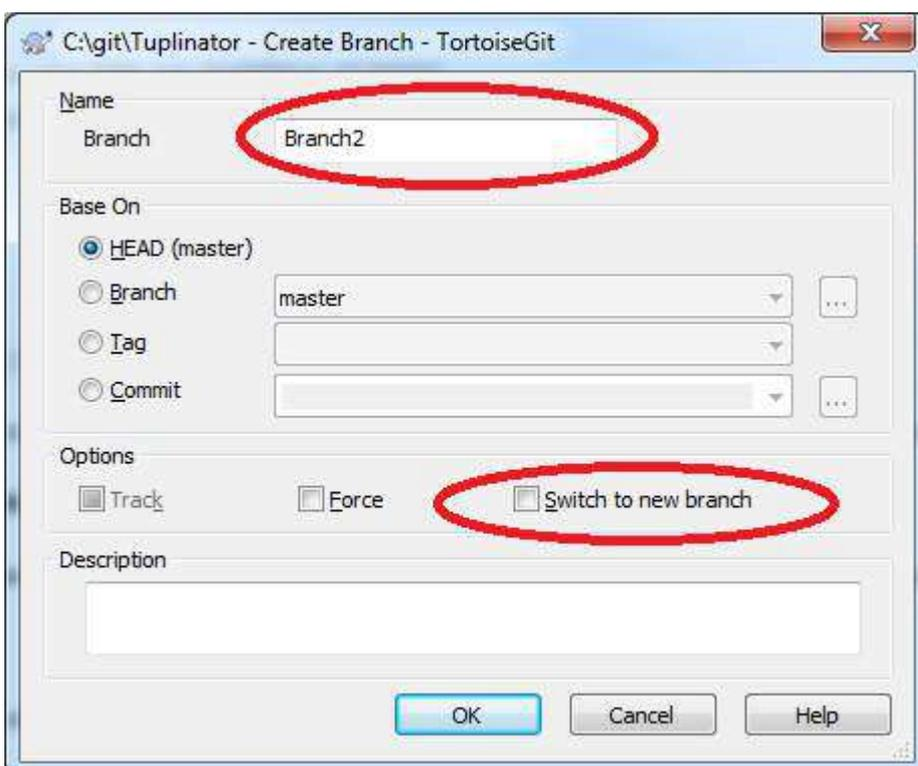 C:\git\Tuplinator - Create Branch - TortoiseGit
Name
Branch Branch2
Base On
HEAD (master)
Branch master ...
Tag
Commit ...
Options
Track Force Switch to new branch
Description
OK Cancel Help